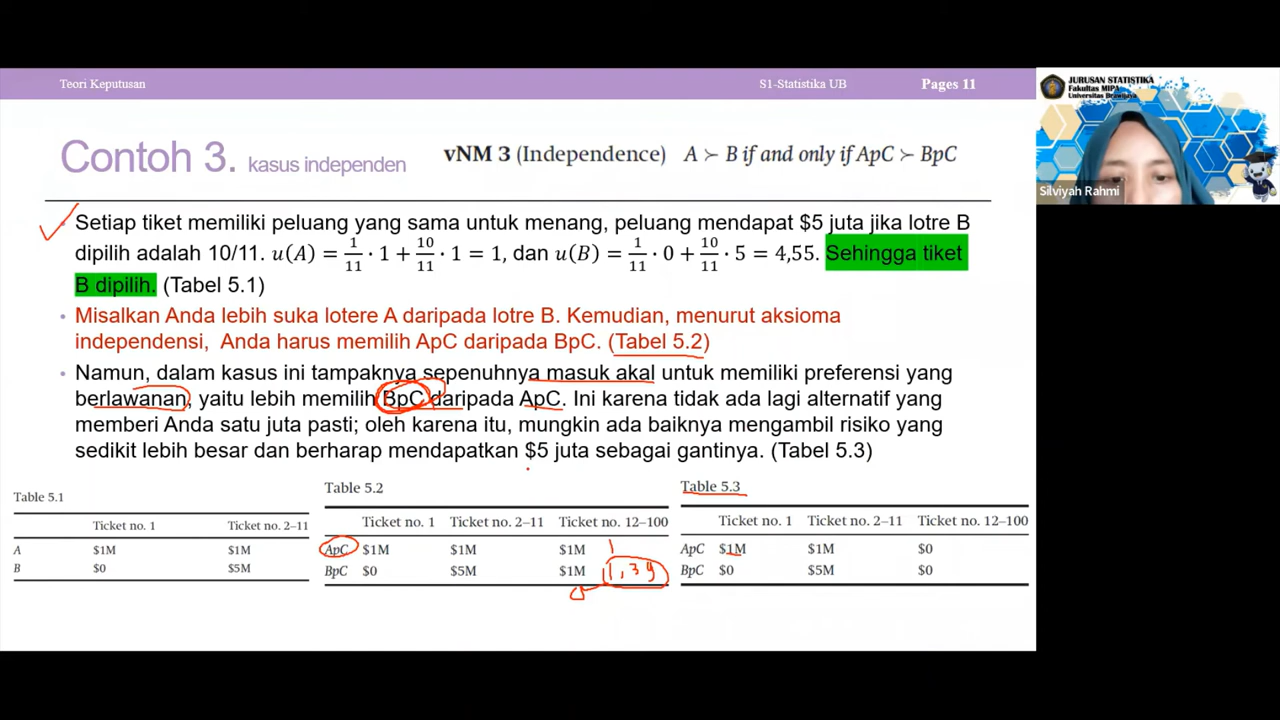 Teori Keputusan S1-Statistika UB Pages 11
JURUSAN STATISTIKA
Fakultas MIPA
Universitas Brawijaya
Silviyah Rahmi
Contoh 3. kasus independen vNM 3 (Independence) A ≻ B if and only if ApC ≻ BpC
Setiap tiket memiliki peluang yang sama untuk menang, peluang mendapat $5 juta jika lotre B
dipilih adalah 10/11. u(A) = 1/11 · 1 + 10/11 · 1 = 1, dan u(B) = 1/11 · 0 + 10/11 · 5 = 4,55. Sehingga tiket
B dipilih. (Tabel 5.1)
• Misalkan Anda lebih suka lotere A daripada lotre B. Kemudian, menurut aksioma
independensi, Anda harus memilih ApC daripada BpC. (Tabel 5.2)
• Namun, dalam kasus ini tampaknya sepenuhnya masuk akal untuk memiliki preferensi yang
berlawanan, yaitu lebih memilih BpC daripada ApC. Ini karena tidak ada lagi alternatif yang
memberi Anda satu juta pasti; oleh karena itu, mungkin ada baiknya mengambil risiko yang
sedikit lebih besar dan berharap mendapatkan $5 juta sebagai gantinya. (Tabel 5.3)
Table 5.1
Ticket no. 1 Ticket no. 2–11
A $1M $1M
B $0 $5M
Table 5.2
Ticket no. 1 Ticket no. 2–11 Ticket no. 12–100
ApC $1M $1M $1M 1
BpC $0 $5M $1M 1,39
Table 5.3
Ticket no. 1 Ticket no. 2–11 Ticket no. 12–100
ApC $1M $1M $0
BpC $0 $5M $0